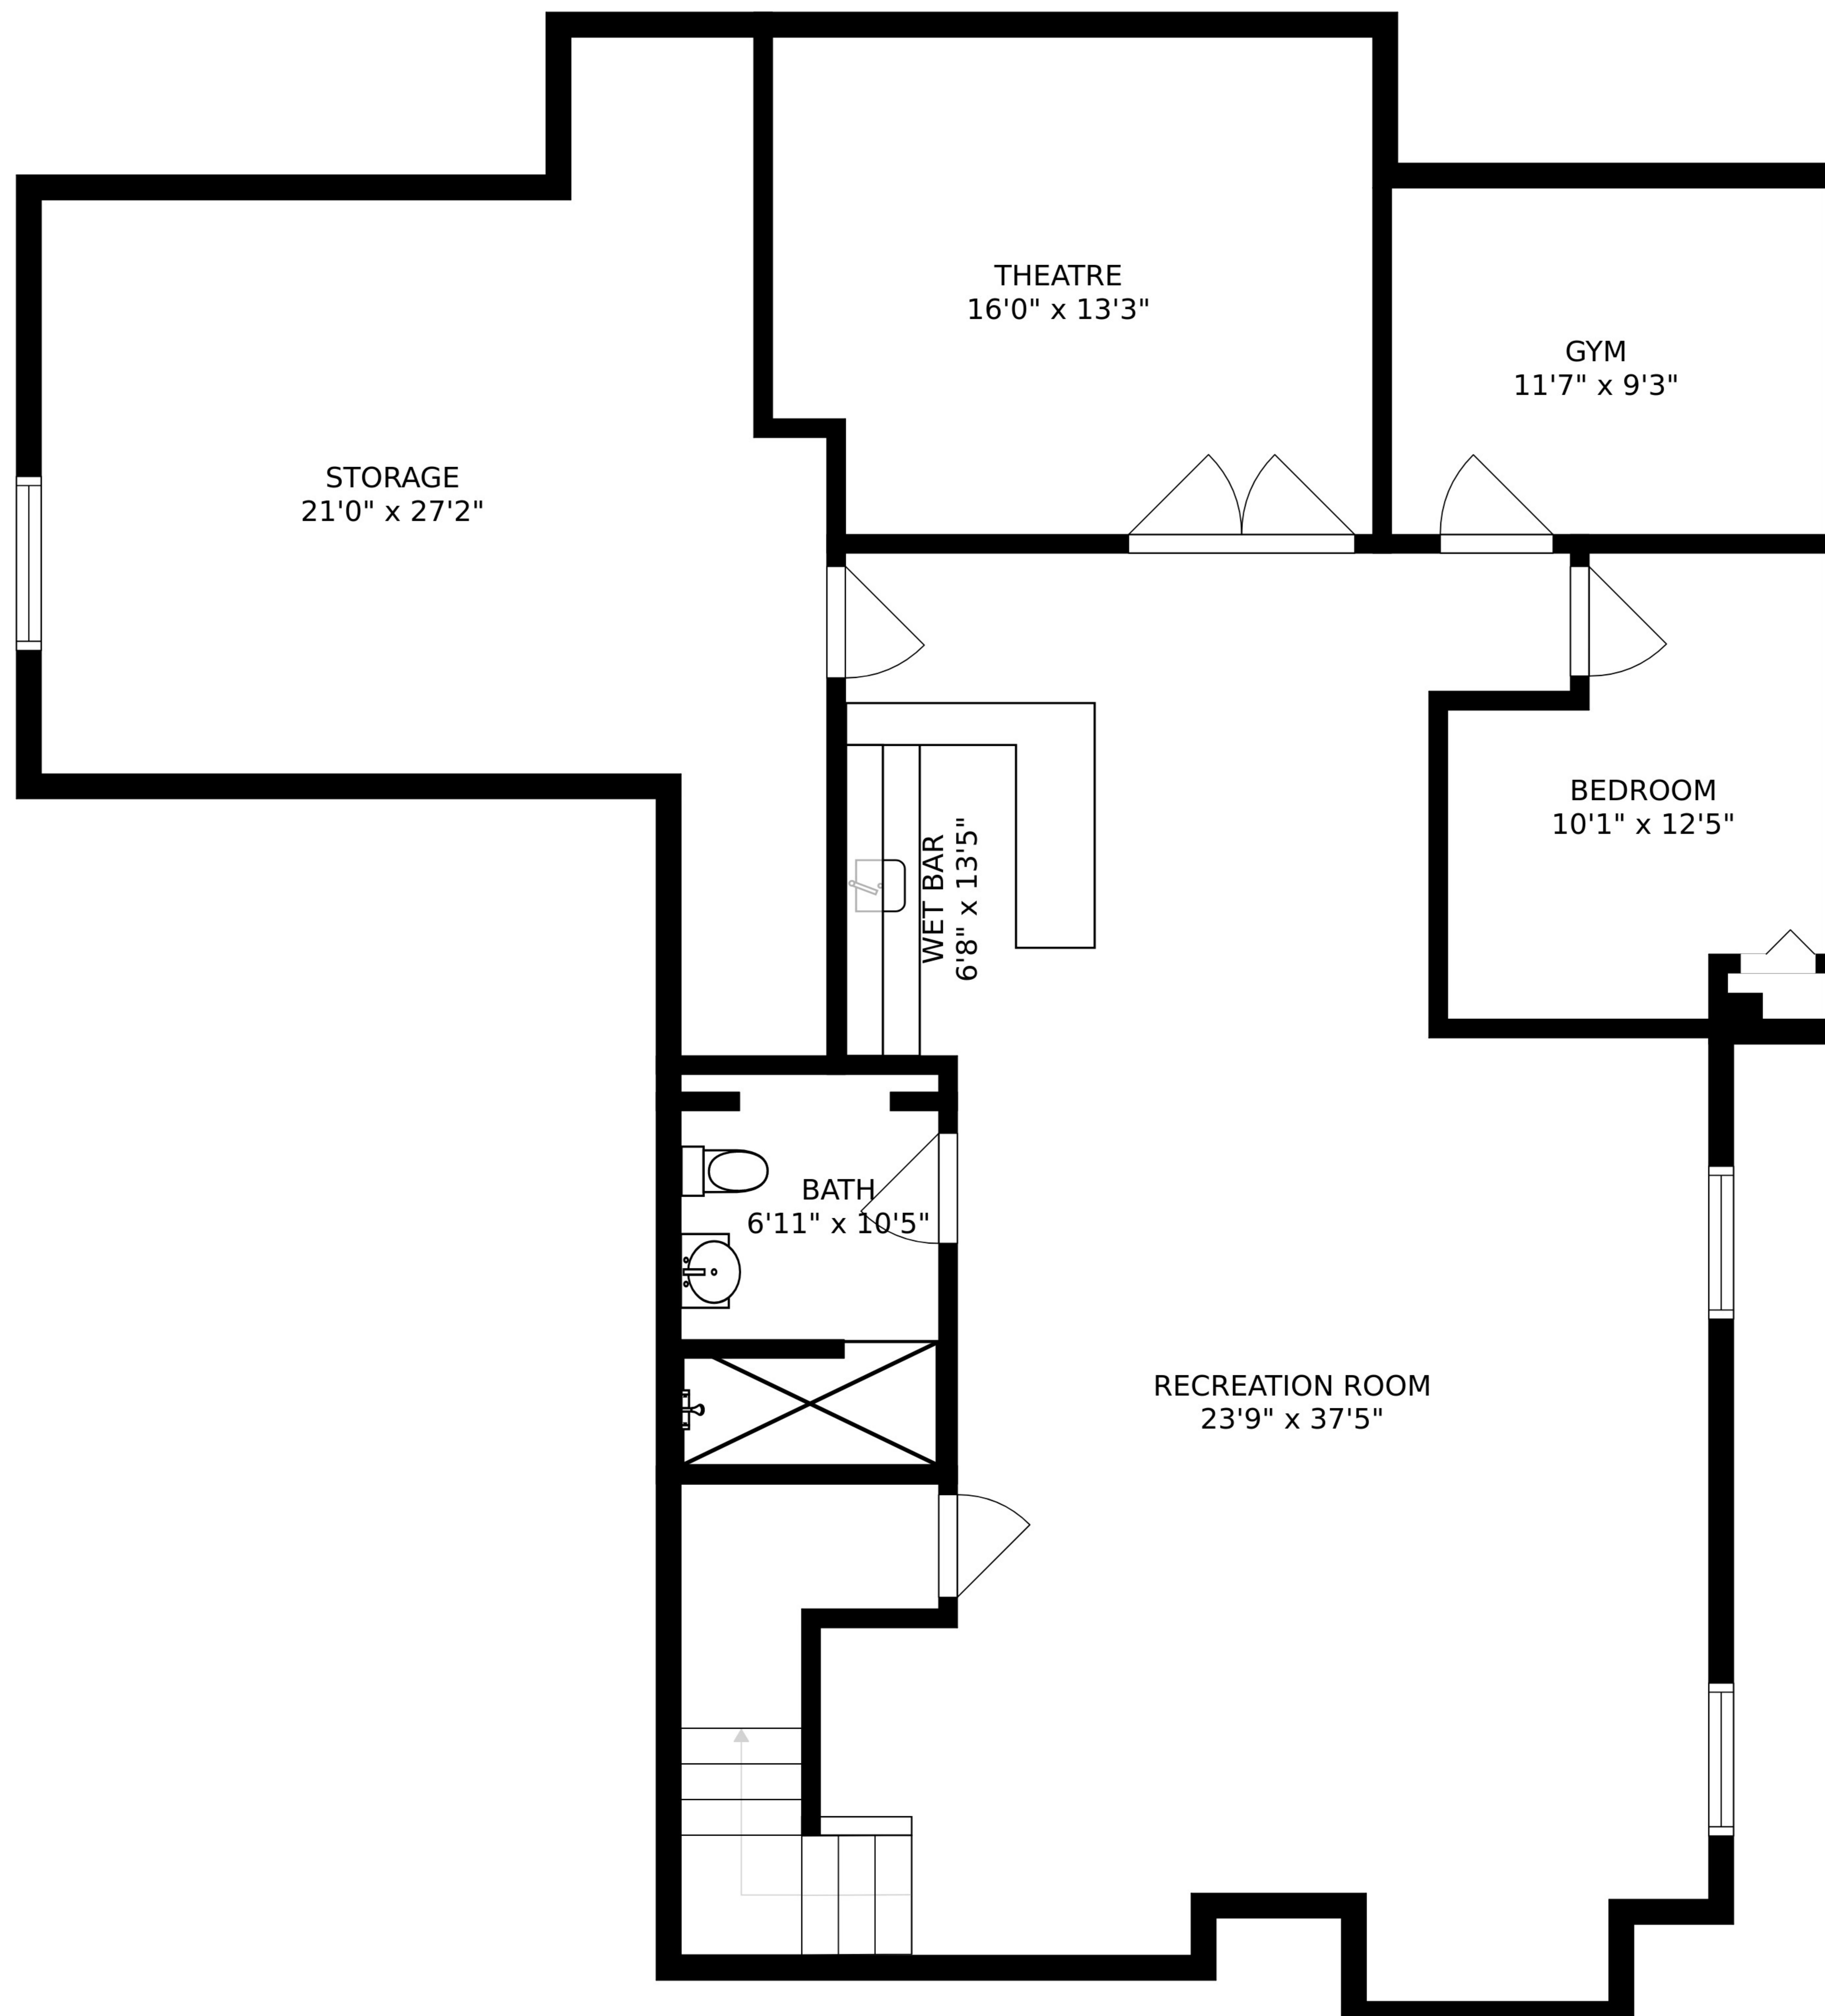 THEATRE
16'0" x 13'3"
GYM
11'7" x 9'3"
STORAGE
21'0" x 27'2"
BEDROOM
10'1" x 12'5"
WET BAR
6'8" x 13'5"
BATH
6'11" x 10'5"
RECREATION ROOM
23'9" x 37'5"